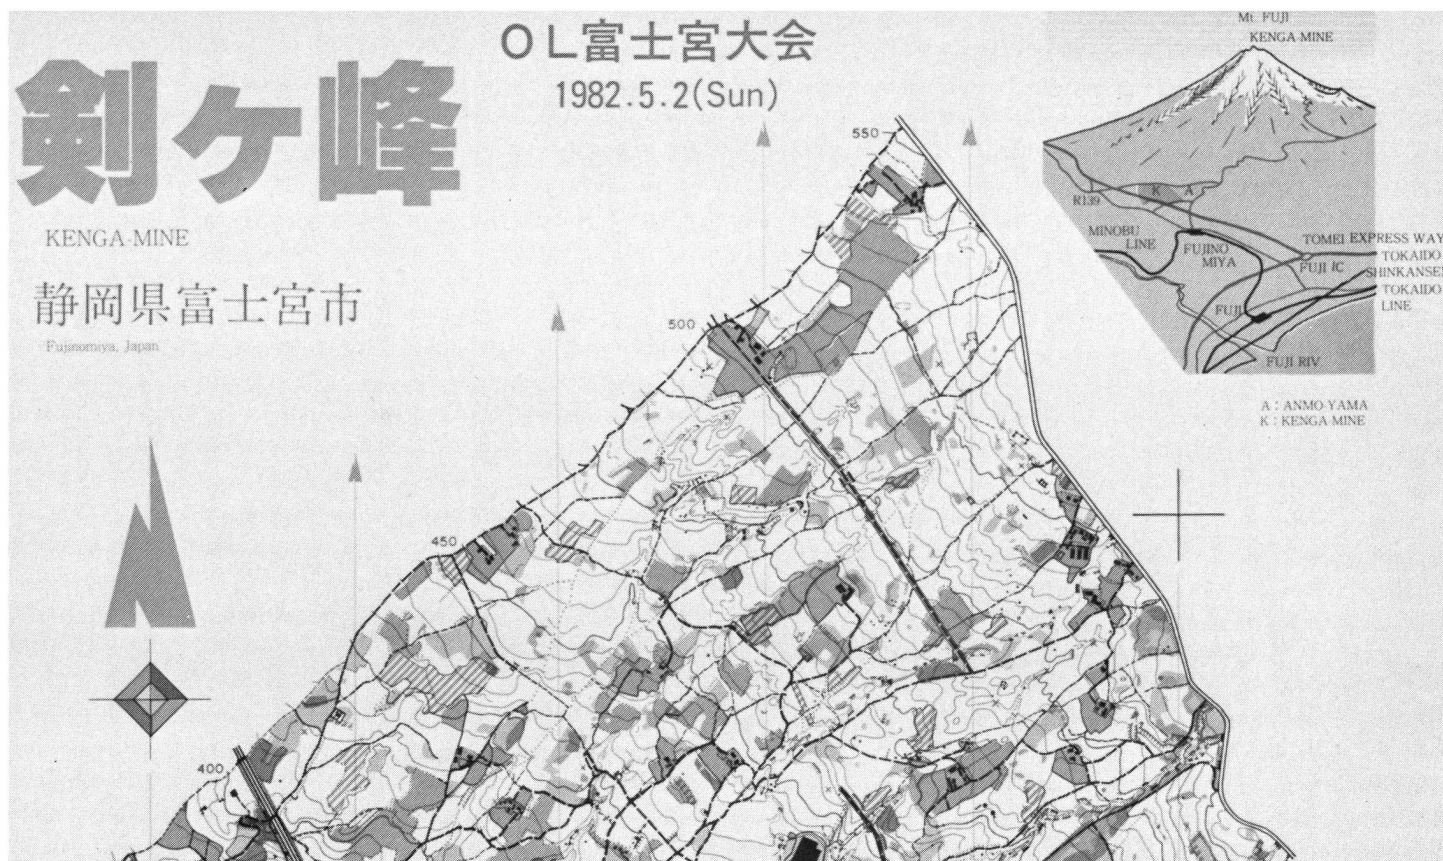 OL富士宮大会
1982.5.2(Sun)
剣ヶ峰
KENGA-MINE
静岡県富士宮市
Fujinomiya, Japan
Mt. FUJI
KENGA-MINE
K
A
R139
MINOBU
LINE
FUJINO
MIYA
TOMEI EXPRESS WAY
FUJI IC
TOKAIDO
SHINKANSEN
TOKAIDO
LINE
FUJI
FUJI RIV
A : ANMO-YAMA
K : KENGA-MINE
550
500
450
400